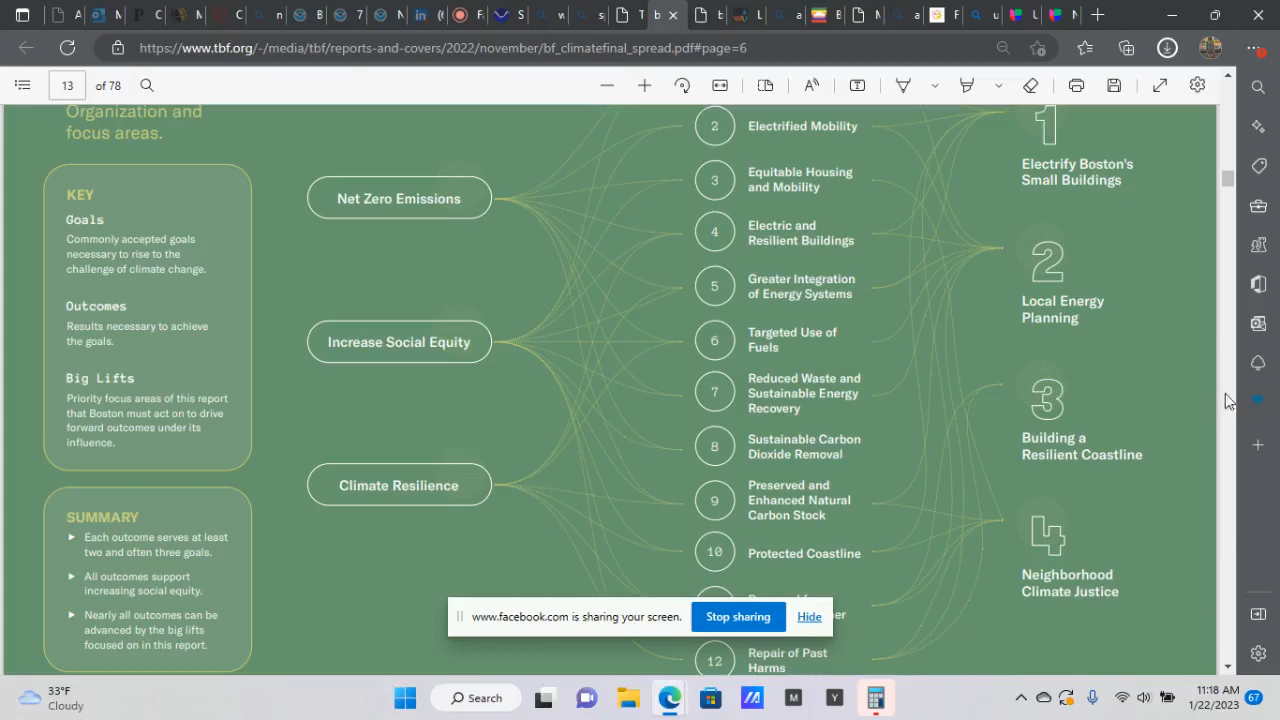 https://www.tbf.org/-/media/tbf/reports-and-covers/2022/november/bf_climatefinal_spread.pdf#page=6
13
of 78
Organization and
focus areas.
KEY
Goals
Commonly accepted goals
necessary to rise to the
challenge of climate change.
Outcomes
Results necessary to achieve
the goals.
Big Lifts
Priority focus areas of this report
that Boston must act on to drive
forward outcomes under its
influence.
SUMMARY
Each outcome serves at least
two and often three goals.
All outcomes support
increasing social equity.
Nearly all outcomes can be
advanced by the big lifts
focused on in this report.
Net Zero Emissions
Increase Social Equity
Climate Resilience
2
Electrified Mobility
3
Equitable Housing
and Mobility
4
Electric and
Resilient Buildings
5
Greater Integration
of Energy Systems
6
Targeted Use of
Fuels
7
Reduced Waste and
Sustainable Energy
Recovery
8
Sustainable Carbon
Dioxide Removal
9
Preserved and
Enhanced Natural
Carbon Stock
10
Protected Coastline
12
Repair of Past
Harms
1
Electrify Boston's
Small Buildings
2
Local Energy
Planning
3
Building a
Resilient Coastline
4
Neighborhood
Climate Justice
www.facebook.com is sharing your screen.
Stop sharing
Hide
33°F
Cloudy
Search
M
Y
11:18 AM
1/22/2023
67